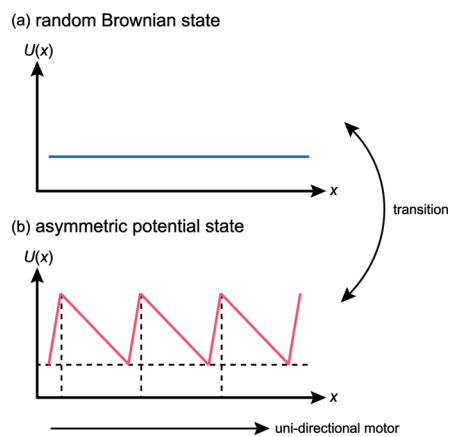 (a) random Brownian state
U(x)
x
transition
(b) asymmetric potential state
U(x)
x
uni-directional motor